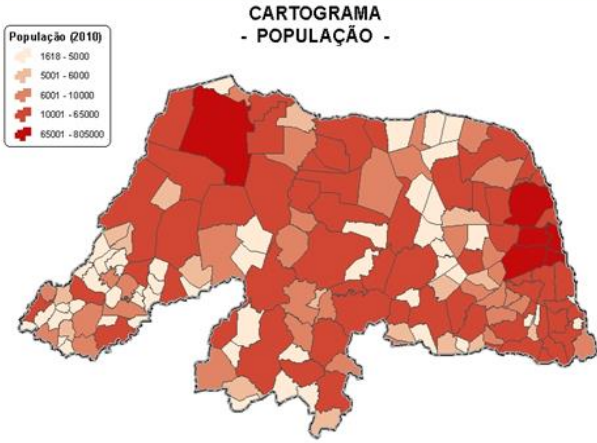 CARTOGRAMA
- POPULAÇÃO -
População (2010)
1618 - 5000
5001 - 6000
6001 - 10000
10001 - 65000
65001 - 805000